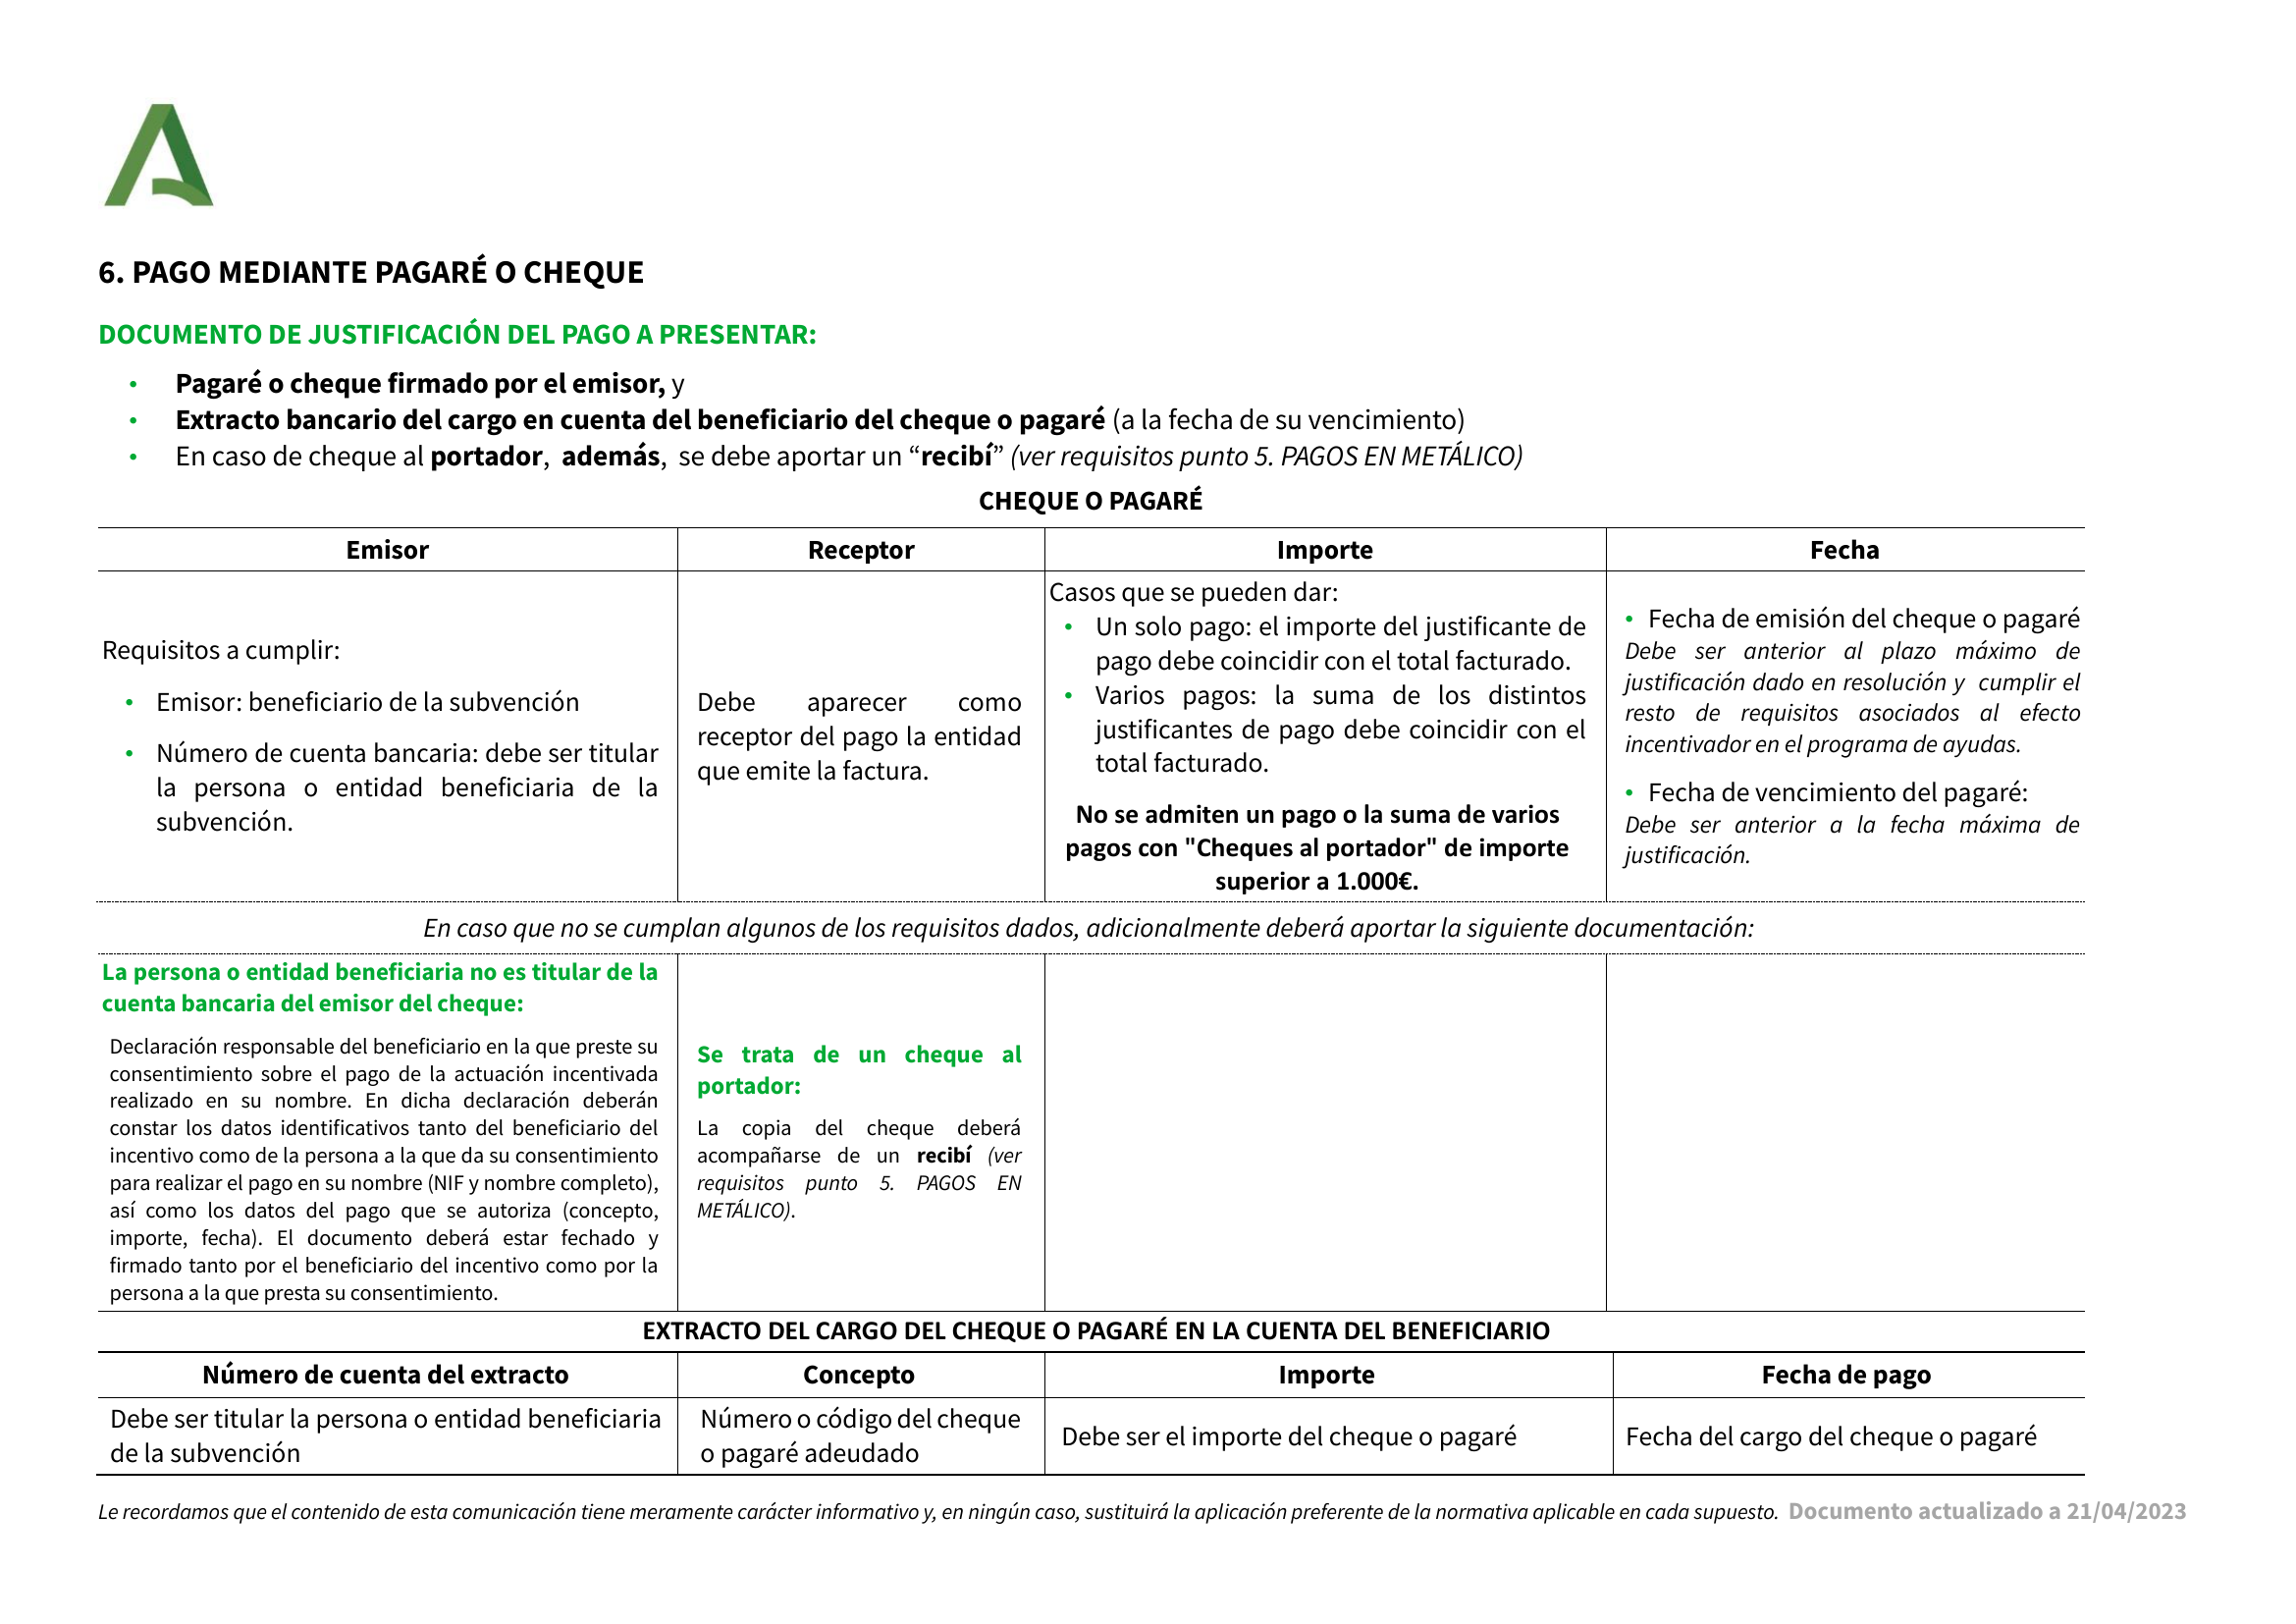 6. PAGO MEDIANTE PAGARÉ O CHEQUE
DOCUMENTO DE JUSTIFICACIÓN DEL PAGO A PRESENTAR:
• Pagaré o cheque firmado por el emisor, y
• Extracto bancario del cargo en cuenta del beneficiario del cheque o pagaré (a la fecha de su vencimiento)
• En caso de cheque al portador, además, se debe aportar un “recibí” (ver requisitos punto 5. PAGOS EN METÁLICO)
CHEQUE O PAGARÉ
Emisor
Receptor
Importe
Fecha
Requisitos a cumplir:
• Emisor: beneficiario de la subvención
• Número de cuenta bancaria: debe ser titular
la persona o entidad beneficiaria de la
subvención.
Debe aparecer como
receptor del pago la entidad
que emite la factura.
Casos que se pueden dar:
• Un solo pago: el importe del justificante de
pago debe coincidir con el total facturado.
• Varios pagos: la suma de los distintos
justificantes de pago debe coincidir con el
total facturado.
No se admiten un pago o la suma de varios
pagos con "Cheques al portador" de importe
superior a 1.000€.
• Fecha de emisión del cheque o pagaré
Debe ser anterior al plazo máximo de
justificación dado en resolución y cumplir el
resto de requisitos asociados al efecto
incentivador en el programa de ayudas.
• Fecha de vencimiento del pagaré:
Debe ser anterior a la fecha máxima de
justificación.
En caso que no se cumplan algunos de los requisitos dados, adicionalmente deberá aportar la siguiente documentación:
La persona o entidad beneficiaria no es titular de la
cuenta bancaria del emisor del cheque:
Declaración responsable del beneficiario en la que preste su
consentimiento sobre el pago de la actuación incentivada
realizado en su nombre. En dicha declaración deberán
constar los datos identificativos tanto del beneficiario del
incentivo como de la persona a la que da su consentimiento
para realizar el pago en su nombre (NIF y nombre completo),
así como los datos del pago que se autoriza (concepto,
importe, fecha). El documento deberá estar fechado y
firmado tanto por el beneficiario del incentivo como por la
persona a la que presta su consentimiento.
Se trata de un cheque al
portador:
La copia del cheque deberá
acompañarse de un recibí (ver
requisitos punto 5. PAGOS EN
METÁLICO).
EXTRACTO DEL CARGO DEL CHEQUE O PAGARÉ EN LA CUENTA DEL BENEFICIARIO
Número de cuenta del extracto
Concepto
Importe
Fecha de pago
Debe ser titular la persona o entidad beneficiaria
de la subvención
Número o código del cheque
o pagaré adeudado
Debe ser el importe del cheque o pagaré
Fecha del cargo del cheque o pagaré
Le recordamos que el contenido de esta comunicación tiene meramente carácter informativo y, en ningún caso, sustituirá la aplicación preferente de la normativa aplicable en cada supuesto. Documento actualizado a 21/04/2023